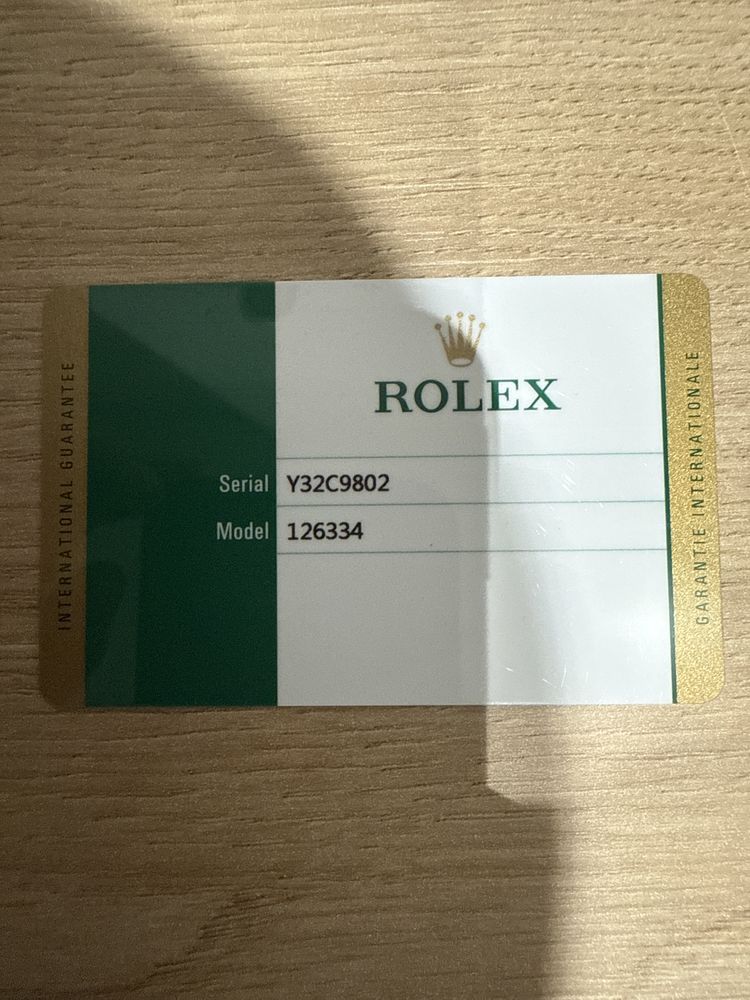 INTERNATIONAL GUARANTEE
ROLEX
Serial Y32C9802
Model 126334
GARANTIE INTERNATIONALE